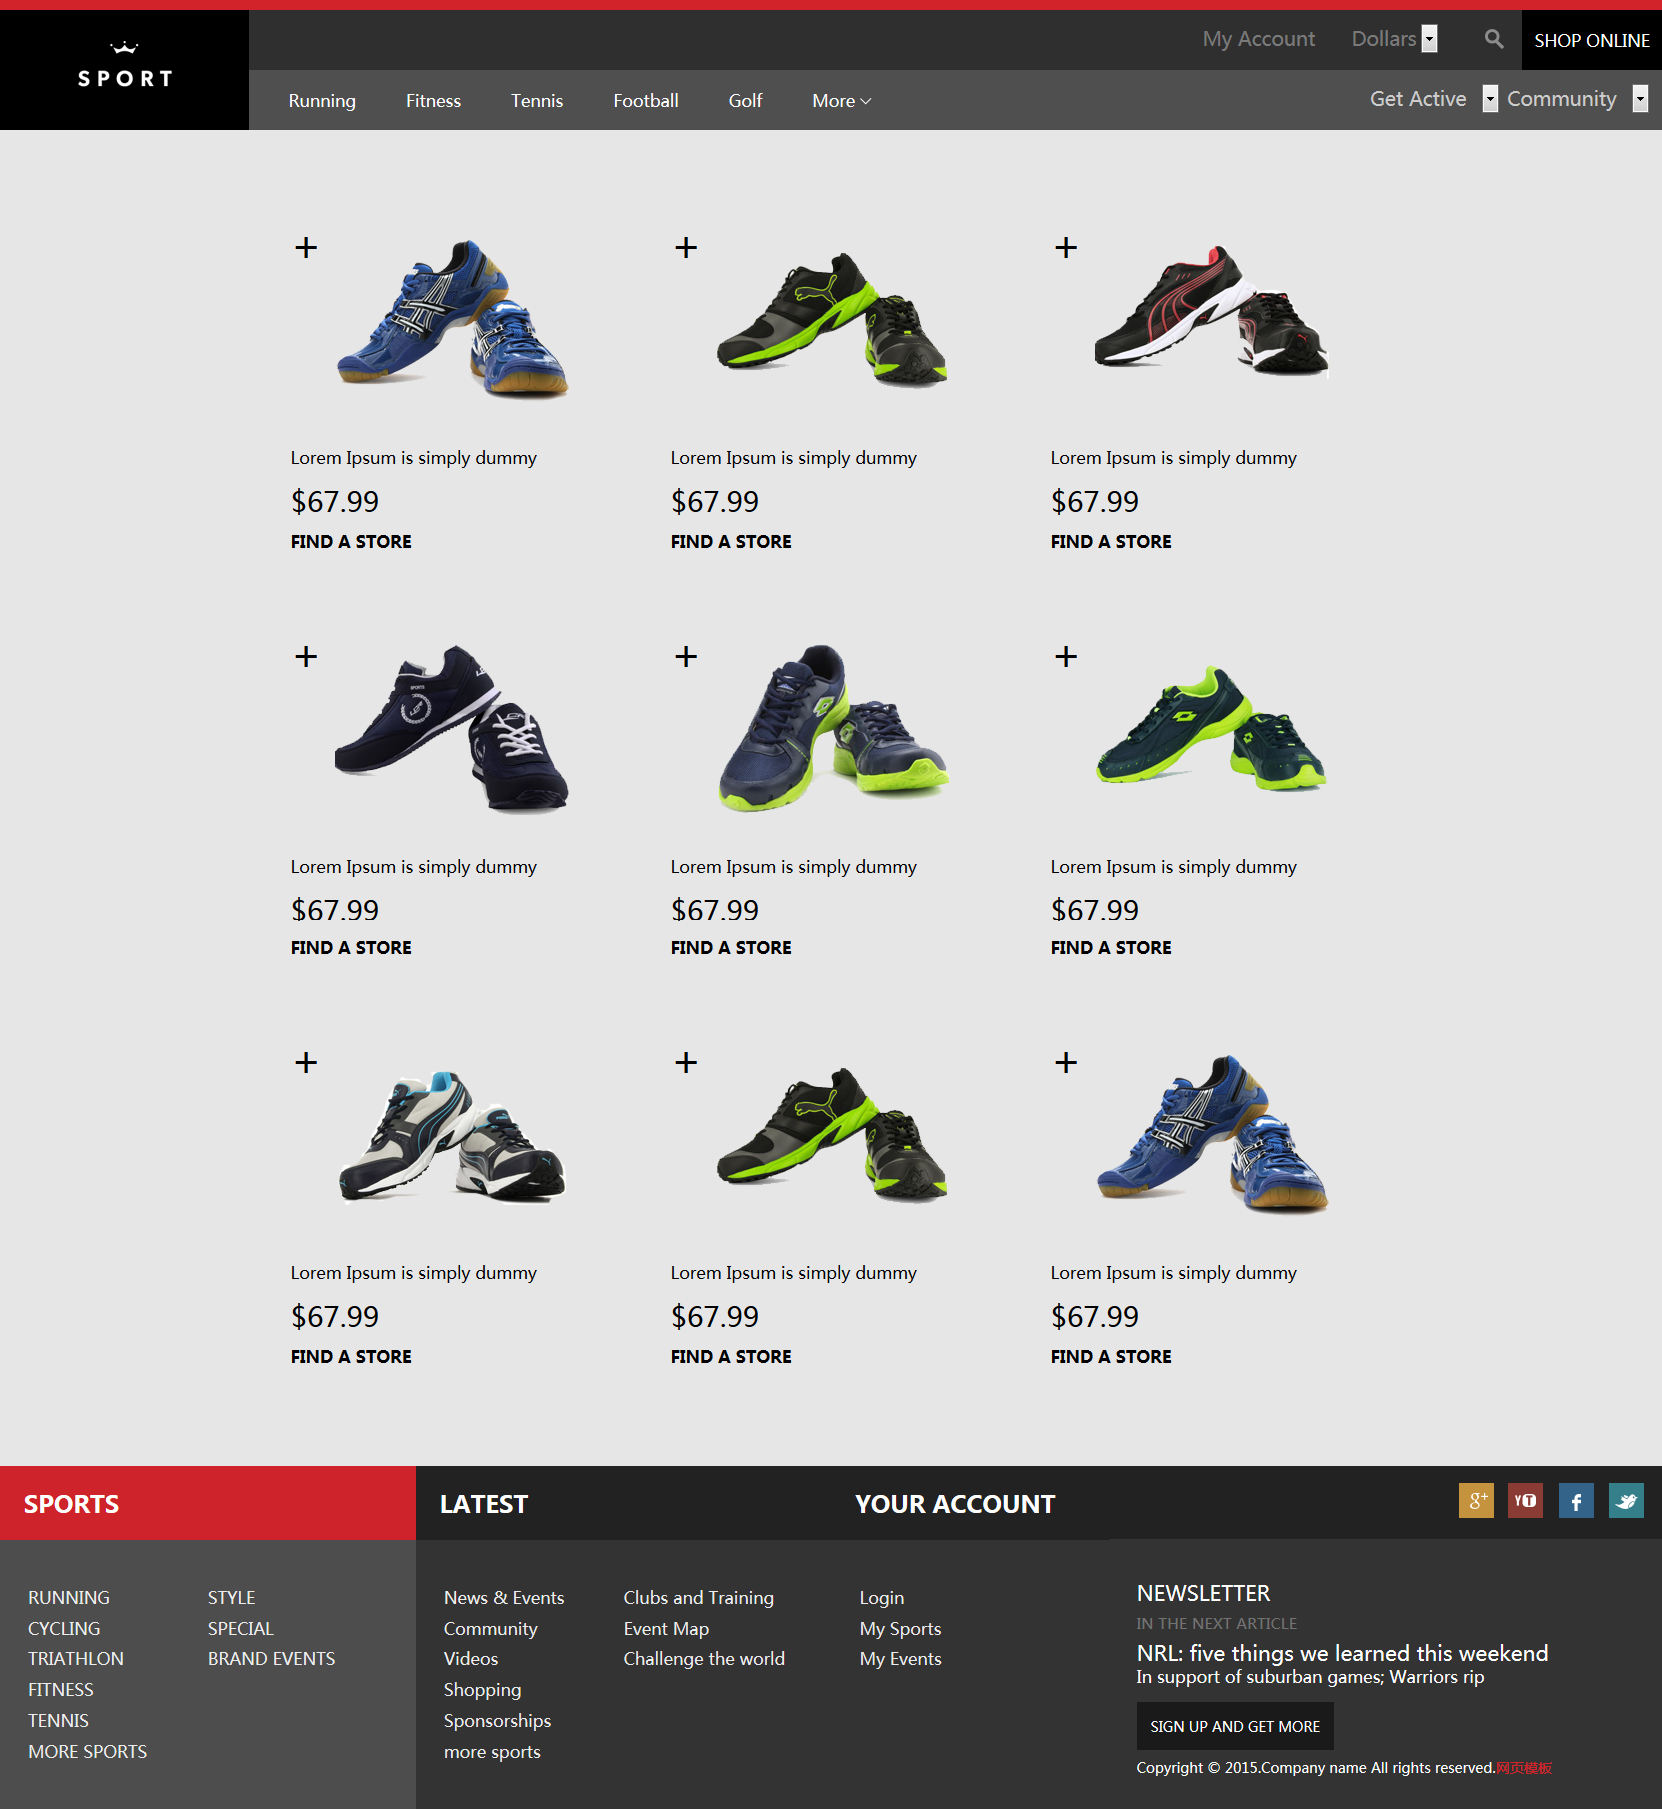 My Account Dollars SHOP ONLINE
SPORT
Running Fitness Tennis Football Golf More Get Active Community
+ + +
Lorem Ipsum is simply dummy Lorem Ipsum is simply dummy Lorem Ipsum is simply dummy
$67.99 $67.99 $67.99
FIND A STORE FIND A STORE FIND A STORE
+ + +
Lorem Ipsum is simply dummy Lorem Ipsum is simply dummy Lorem Ipsum is simply dummy
$67.99 $67.99 $67.99
FIND A STORE FIND A STORE FIND A STORE
+ + +
Lorem Ipsum is simply dummy Lorem Ipsum is simply dummy Lorem Ipsum is simply dummy
$67.99 $67.99 $67.99
FIND A STORE FIND A STORE FIND A STORE
SPORTS
RUNNING STYLE
CYCLING SPECIAL
TRIATHLON BRAND EVENTS
FITNESS
TENNIS
MORE SPORTS
LATEST
News & Events Clubs and Training
Community Event Map
Videos Challenge the world
Shopping
Sponsorships
more sports
YOUR ACCOUNT
Login
My Sports
My Events
g+ YT f
NEWSLETTER
IN THE NEXT ARTICLE
NRL: five things we learned this weekend
In support of suburban games; Warriors rip
SIGN UP AND GET MORE
Copyright © 2015.Company name All rights reserved.网页模板